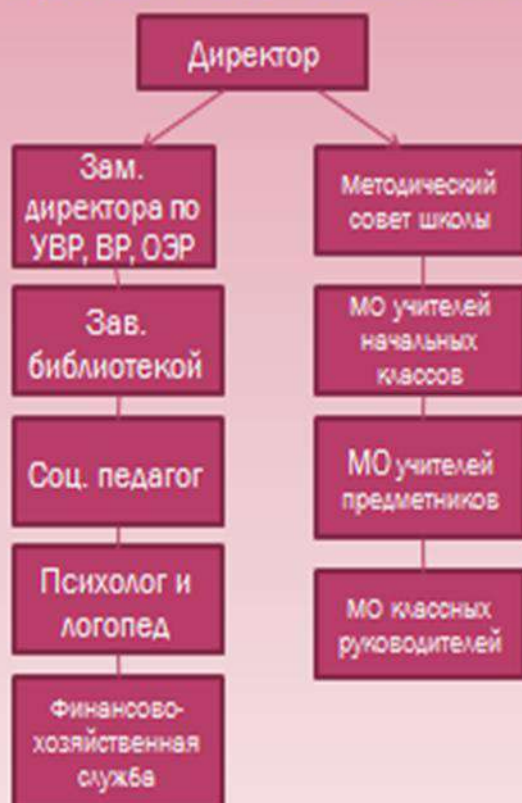 Директор
Зам.
директора по
УВР, ВР, ОЭР
Зав.
библиотекой
Соц. педагог
Психолог и
логопед
Финансово-
хозяйственная
служба
Методический
совет школы
МО учителей
начальных
классов
МО учителей
предметников
МО классных
руководителей